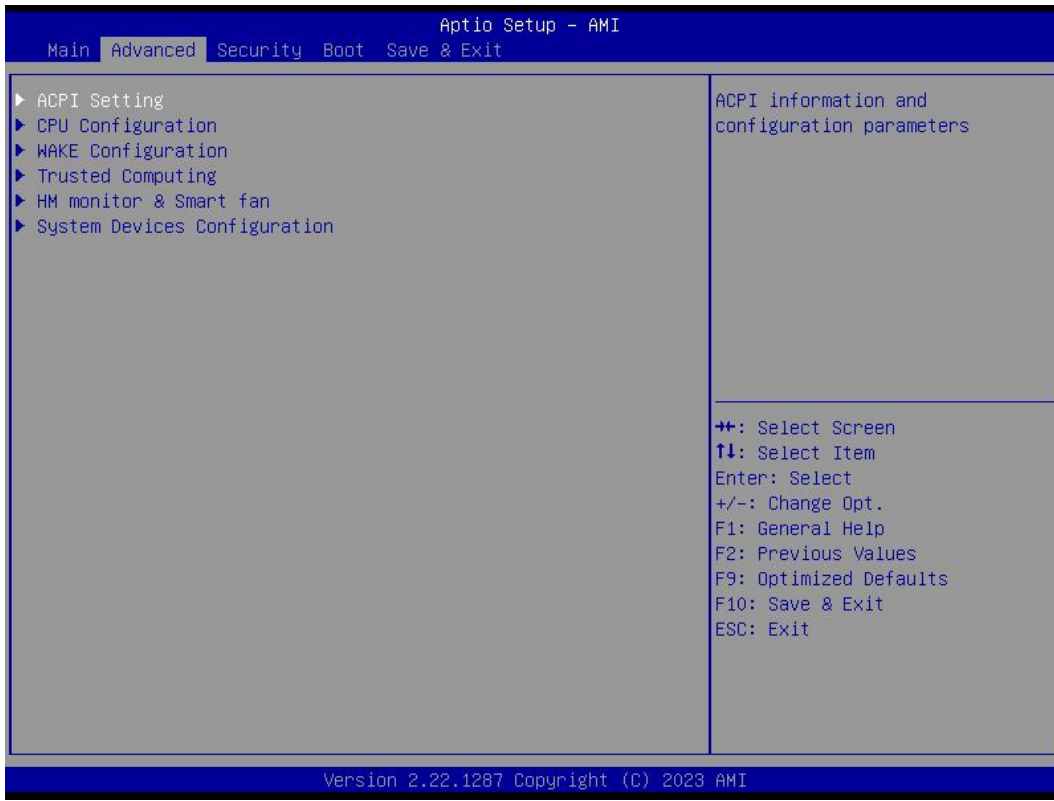 Aptio Setup - AMI
Main Advanced Security Boot Save & Exit
ACPI Setting
CPU Configuration
WAKE Configuration
Trusted Computing
HM monitor & Smart fan
System Devices Configuration
ACPI information and
configuration parameters
→←: Select Screen
↑↓: Select Item
Enter: Select
+/-: Change Opt.
F1: General Help
F2: Previous Values
F9: Optimized Defaults
F10: Save & Exit
ESC: Exit
Version 2.22.1287 Copyright (C) 2023 AMI